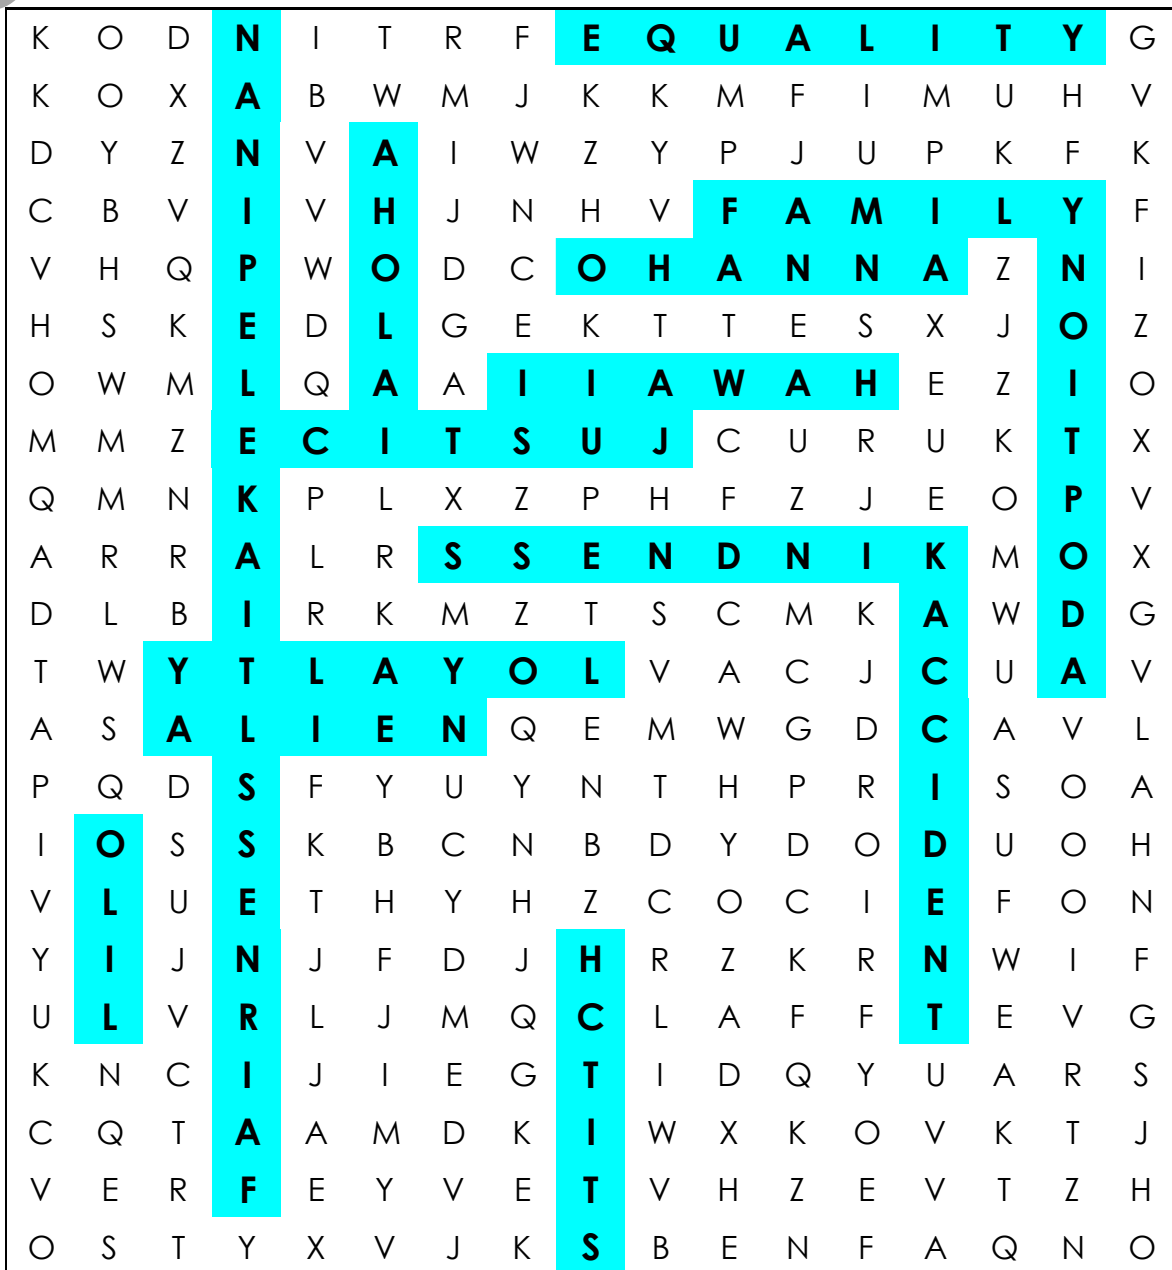 K O D N I T R F E Q U A L I T Y G
K O X A B W M J K K M F I M U H V
D Y Z N V A I W Z Y P J U P K F K
C B V I V H J N H V F A M I L Y F
V H Q P W O D C O H A N N A Z N I
H S K E D L G E K T T E S X J O Z
O W M L Q A A I I A W A H E Z I O
M M Z E C I T S U J C U R U K T X
Q M N K P L X Z P H F Z J E O P V
A R R A L R S S E N D N I K M O X
D L B I R K M Z T S C M K A W D G
T W Y T L A Y O L V A C J C U A V
A S A L I E N Q E M W G D C A V L
P Q D S F Y U Y N T H P R I S O A
I O S S K B C N B D Y D O D U O H
V L U E T H Y H Z C O C I E F O N
Y I J N J F D J H R Z K R N W I F
U L V R L J M Q C L A F F T E V G
K N C I J I E G T I D Q Y U A R S
C Q T A A M D K I W X K O V K T J
V E R F E Y V E T V H Z E V T Z H
O S T Y X V J K S B E N F A Q N O